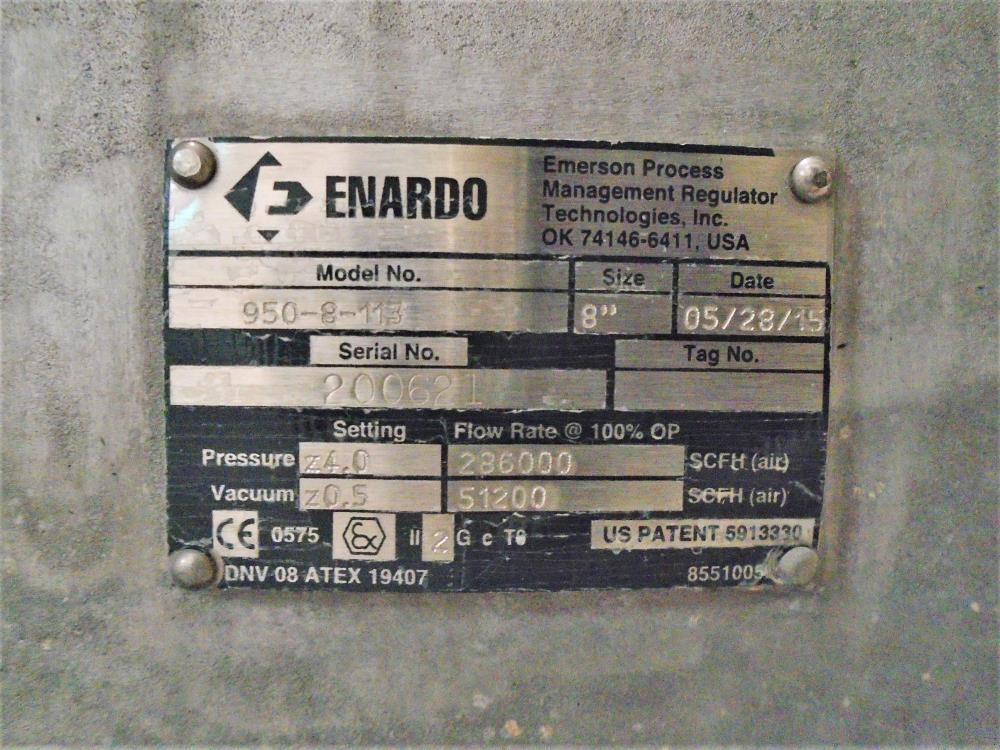 ENARDO
Emerson Process
Management Regulator
Technologies, Inc.
OK 74146-6411, USA
Model No. Size Date
950-8-113 8" 05/28/15
Serial No. Tag No.
200621
Setting Flow Rate @ 100% OP
Pressure z4.0 286000 SCFH (air)
Vacuum z0.5 51200 SCFH (air)
CE 0575 Ex II 2 G c T6 US PATENT 5913330
DNV 08 ATEX 19407